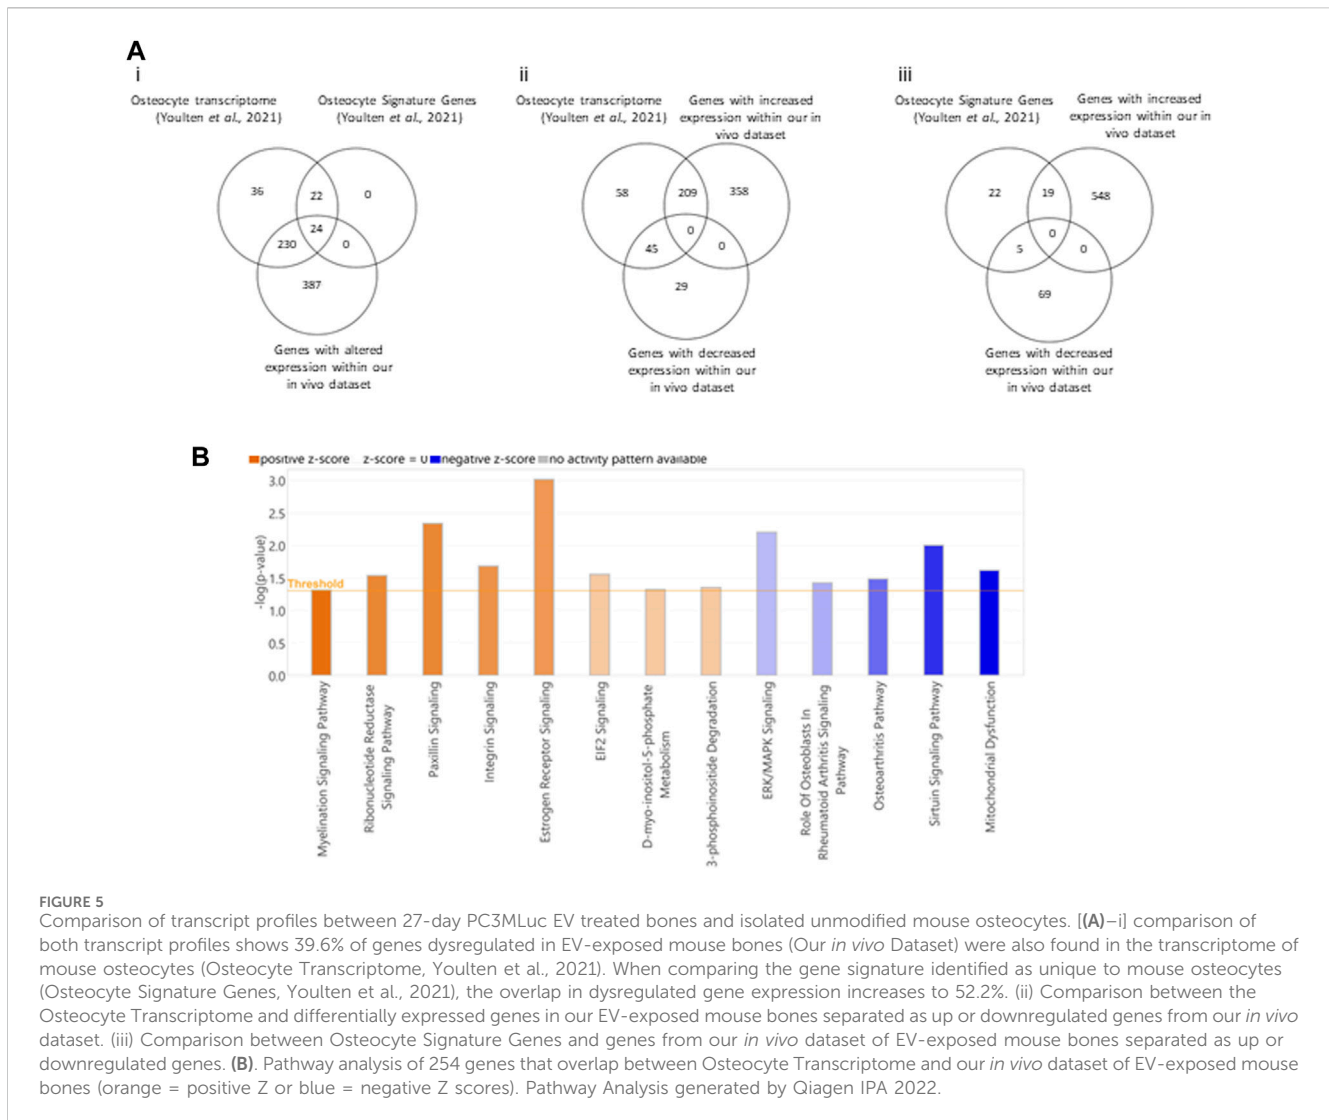 A
i
ii
iii
Osteocyte transcriptome
(Youlten et al., 2021)
Osteocyte Signature Genes
(Youlten et al., 2021)
36
22
0
24
230
0
387
Genes with altered
expression within our
in vivo dataset
Osteocyte transcriptome
(Youlten et al., 2021)
Genes with increased
expression within our in
vivo dataset
58
209
358
0
45
0
29
Genes with decreased
expression within our
in vivo dataset
Osteocyte Signature Genes
(Youlten et al., 2021)
Genes with increased
expression within our in
vivo dataset
22
19
548
0
5
0
69
Genes with decreased
expression within our
in vivo dataset
B
positive z-score z-score = 0 negative z-score no activity pattern available
-log(p-value)
3.0
2.5
2.0
1.5
1.0
0.5
0.0
Threshold
Myelination Signaling Pathway
Ribonucleotide Reductase
Signaling Pathway
Paxillin Signaling
Integrin Signaling
Estrogen Receptor Signaling
EIF2 Signaling
D-myo-inositol-5-phosphate
Metabolism
3-phosphoinositide Degradation
ERK/MAPK Signaling
Role Of Osteoblasts In
Rheumatoid Arthritis Signaling
Pathway
Osteoarthritis Pathway
Sirtuin Signaling Pathway
Mitochondrial Dysfunction
FIGURE 5
Comparison of transcript profiles between 27-day PC3MLuc EV treated bones and isolated unmodified mouse osteocytes. [(A)–i] comparison of
both transcript profiles shows 39.6% of genes dysregulated in EV-exposed mouse bones (Our in vivo Dataset) were also found in the transcriptome of
mouse osteocytes (Osteocyte Transcriptome, Youlten et al., 2021). When comparing the gene signature identified as unique to mouse osteocytes
(Osteocyte Signature Genes, Youlten et al., 2021), the overlap in dysregulated gene expression increases to 52.2%. (ii) Comparison between the
Osteocyte Transcriptome and differentially expressed genes in our EV-exposed mouse bones separated as up or downregulated genes from our in vivo
dataset. (iii) Comparison between Osteocyte Signature Genes and genes from our in vivo dataset of EV-exposed mouse bones separated as up or
downregulated genes. (B). Pathway analysis of 254 genes that overlap between Osteocyte Transcriptome and our in vivo dataset of EV-exposed mouse
bones (orange = positive Z or blue = negative Z scores). Pathway Analysis generated by Qiagen IPA 2022.